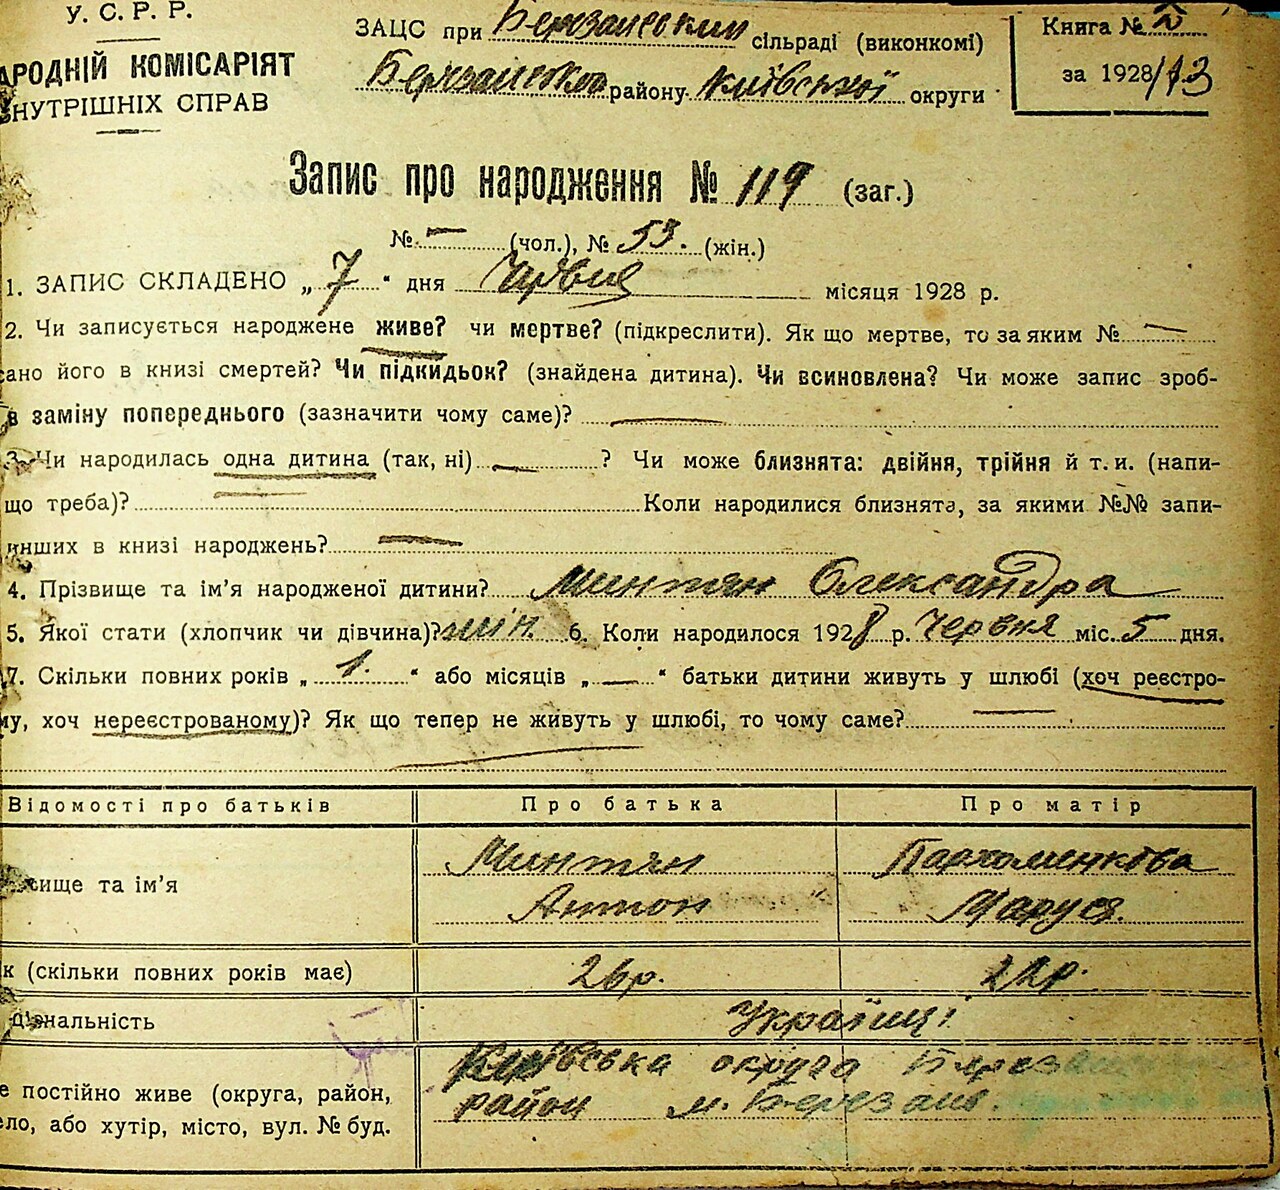 У. С. Р. Р.
АРОДНІЙ КОМІСАРІЯТ
ВНУТРІШНІХ СПРАВ
ЗАЦС при Березанським сільраді (виконкомі)
Березанського району Київської округи
Книга №
за 1928/13
Запис про народження № 119 (заг.)
№ — (чол.), № 53. (жін.)
1. ЗАПИС СКЛАДЕНО „ 7 “ дня Червня місяця 1928 р.
2. Чи записується народжене живе? чи мертве? (підкреслити). Як що мертве, то за яким № —
сано його в книзі смертей? Чи підкидьок? (знайдена дитина). Чи всиновлена? Чи може запис зроб-
в заміну попереднього (зазначити чому саме)? —
3. Чи народилась одна дитина (так, ні) — ? Чи може близнята: двійня, трійня й т. и. (напи-
що треба)? Коли народилися близнята, за якими №№ запи-
инших в книзі народжень? —
4. Прізвище та ім'я народженої дитини? Минтян Олександра
5. Якої статі (хлопчик чи дівчина)? жін. 6. Коли народилося 1928 р. Червня міс. 5 дня.
7. Скільки повних років „ 1. “ або місяців „ — “ батьки дитини живуть у шлюбі (хоч реєстро-
му, хоч нереєстрованому)? Як що тепер не живуть у шлюбі, то чому саме?
Відомості про батьків Про батька Про матір
ище та ім'я Минтян Антон Пархоменкова Маруся.
к (скільки повних років має) 26 р. 22 р.
ціональність Українці
е постійно живе (округа, район, Київська округа Березанський
ело, або хутір, місто, вул. № буд. район м. Березань.